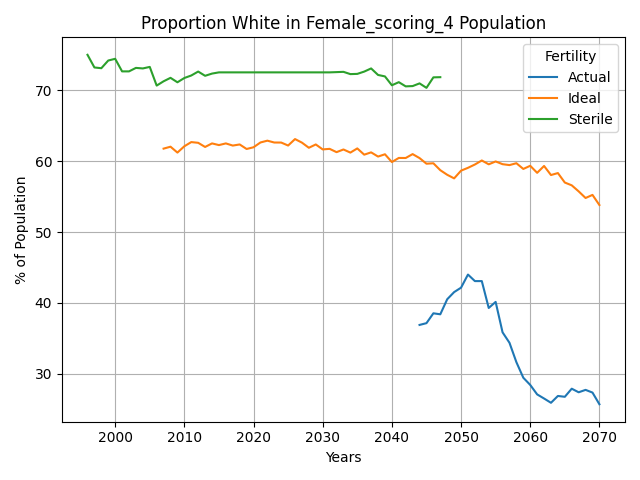 Proportion White in Female_scoring_4 Population
Fertility
Actual
Ideal
Sterile
% of Population
70
60
50
40
30
2000
2010
2020
2030
2040
2050
2060
2070
Years